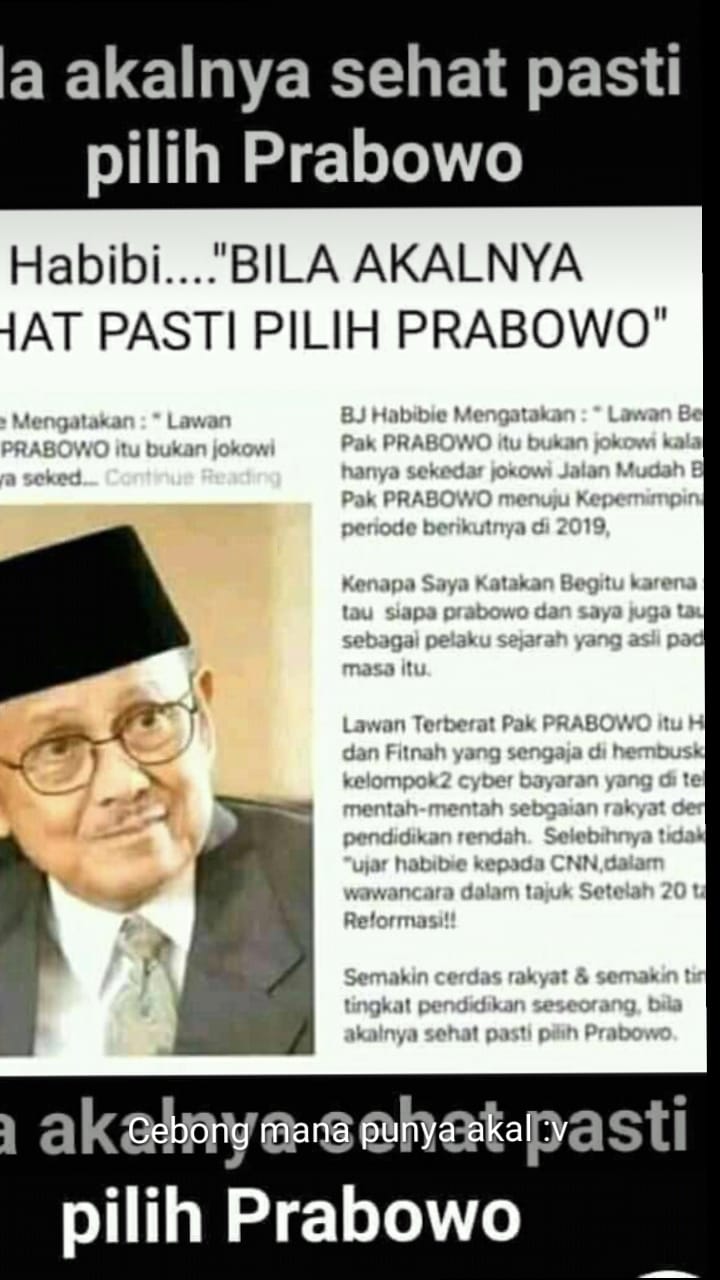 la akalnya sehat pasti
pilih Prabowo
Habibi...."BILA AKALNYA
HAT PASTI PILIH PRABOWO"
e Mengatakan : " Lawan
PRABOWO itu bukan jokowi
ya seked... Continue Reading
BJ Habibie Mengatakan : " Lawan Be
Pak PRABOWO itu bukan jokowi kala
hanya sekedar jokowi Jalan Mudah B
Pak PRABOWO menuju Kepemimpina
periode berikutnya di 2019,
Kenapa Saya Katakan Begitu karena
tau siapa prabowo dan saya juga tau
sebagai pelaku sejarah yang asli pad
masa itu.
Lawan Terberat Pak PRABOWO itu H
dan Fitnah yang sengaja di hembusk
kelompok2 cyber bayaran yang di tel
mentah-mentah sebgaian rakyat den
pendidikan rendah. Selebihnya tidak
"ujar habibie kepada CNN,dalam
wawancara dalam tajuk Setelah 20 ta
Reformasi!!
Semakin cerdas rakyat & semakin tin
tingkat pendidikan seseorang, bila
akalnya sehat pasti pilih Prabowo.
a akalnya sehat pasti
Cebong mana punya akal :v
pilih Prabowo